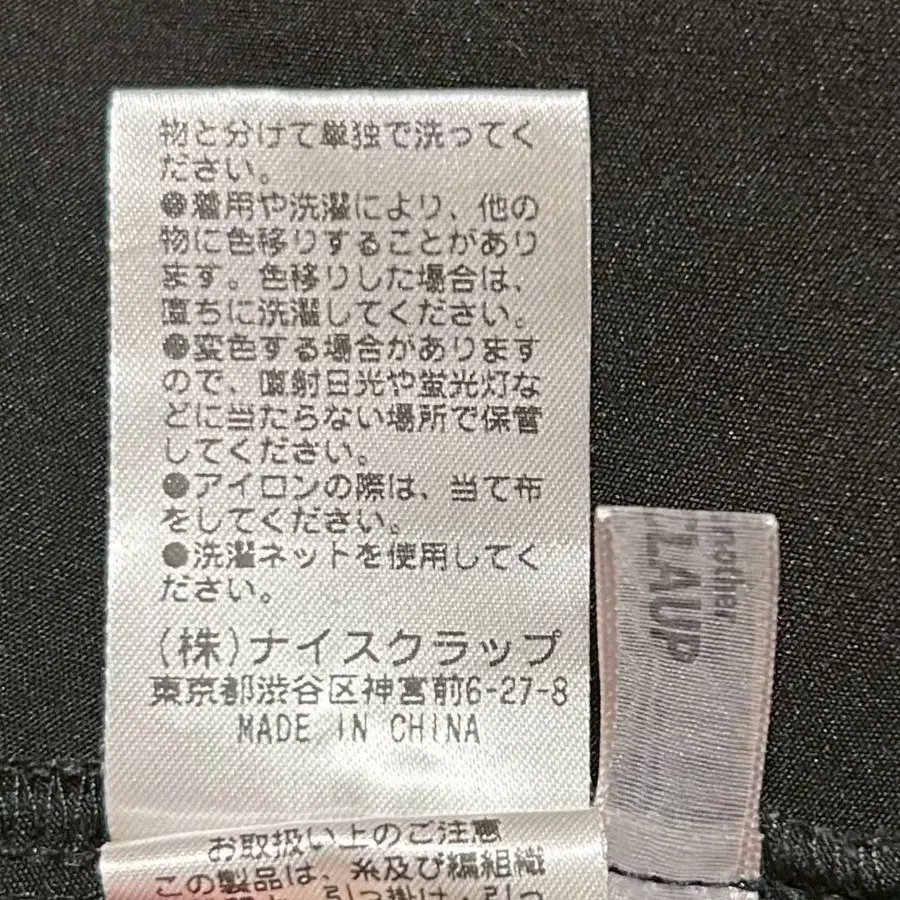 物と分けて単独で洗ってく
ださい。
●着用や洗濯により、他の
物に色移りすることがあり
ます。色移りした場合は、
直ちに洗濯してください。
●変色する場合があります
ので、直射日光や蛍光灯な
どに当たらない場所で保管
してください。
●アイロンの際は、当て布
をしてください。
●洗濯ネットを使用してく
ださい。
(株)ナイスクラップ
東京都渋谷区神宮前6-27-8
MADE IN CHINA
お取扱い上のご注意
この製品は、糸及び編組織
引っ掛け・引っ
nother
CLAUP